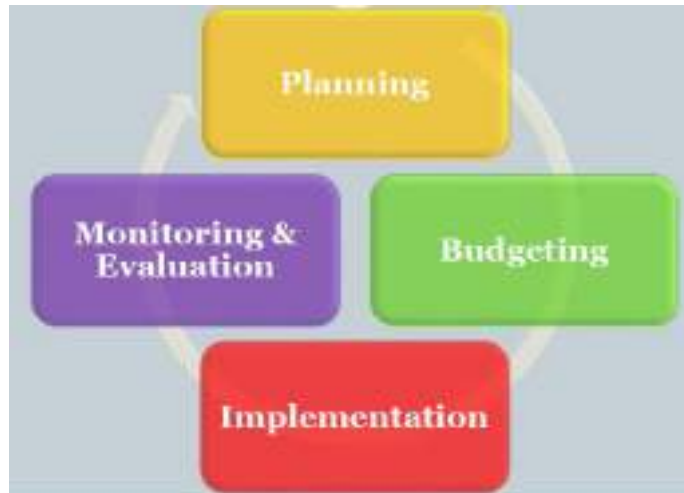 Planning
Budgeting
Implementation
Monitoring &
Evaluation